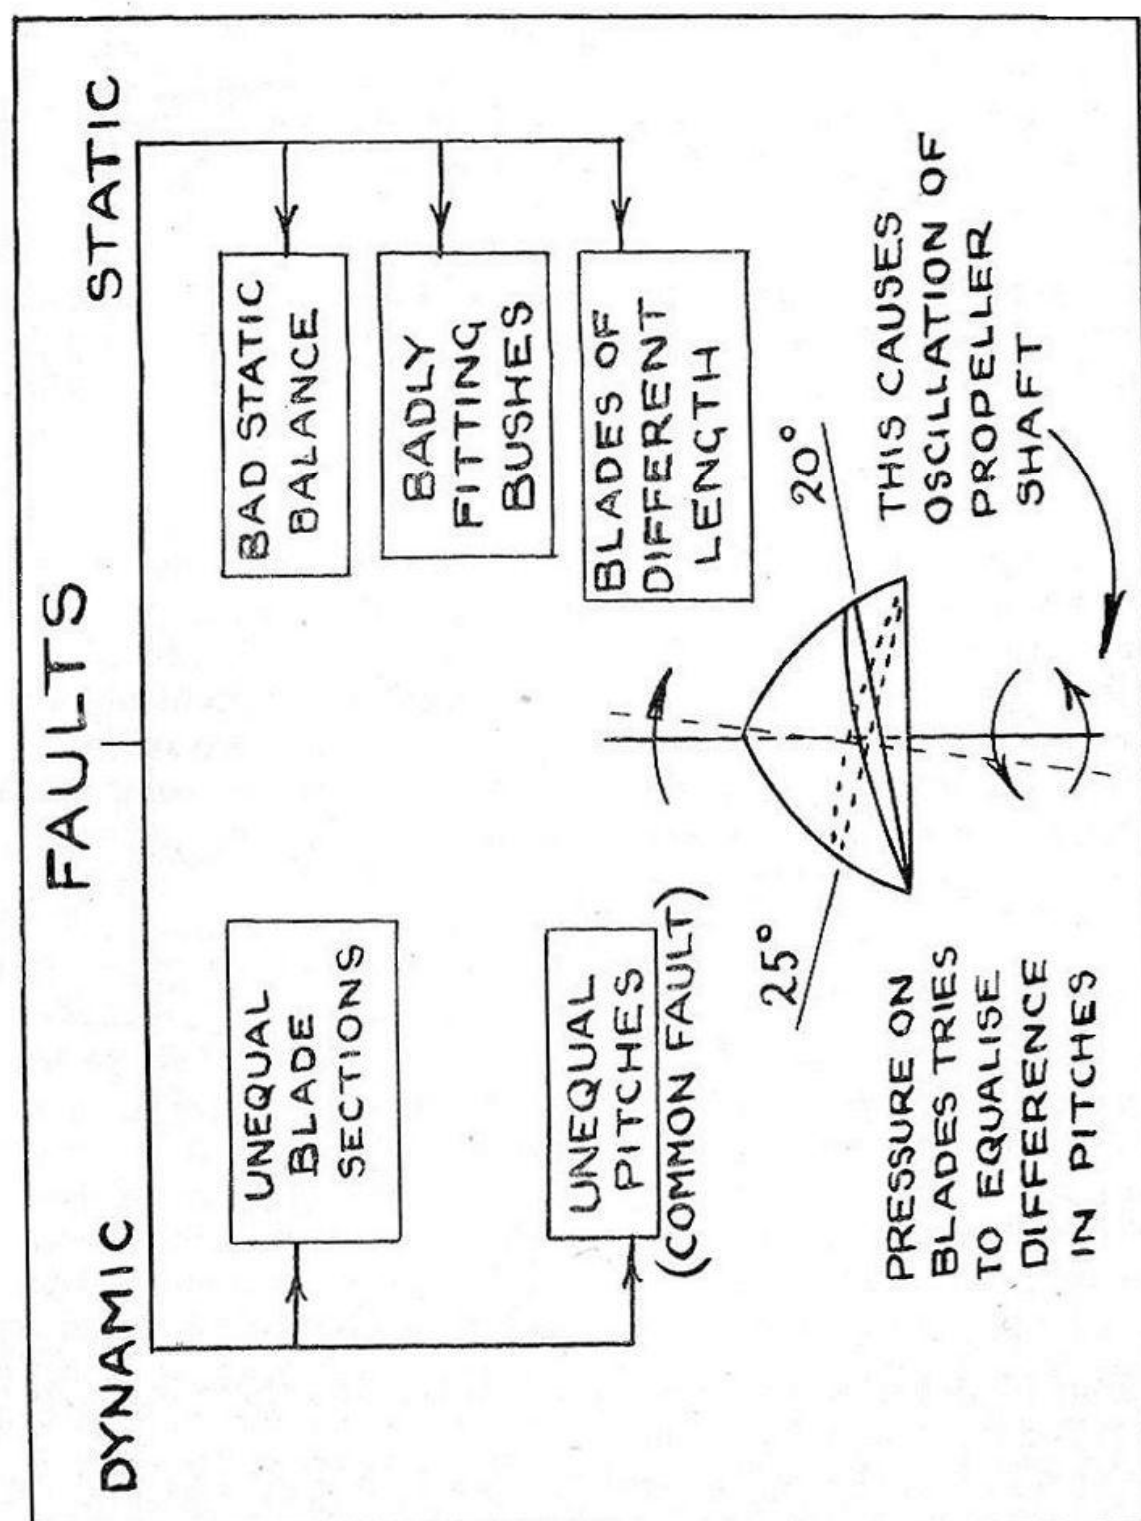 FAULTS
DYNAMIC
STATIC
UNEQUAL
BLADE
SECTIONS
UNEQUAL
PITCHES
(COMMON FAULT)
BAD STATIC
BALANCE
BADLY
FITTING
BUSHES
BLADES OF
DIFFERENT
LENGTH
25°
20°
PRESSURE ON
BLADES TRIES
TO EQUALISE
DIFFERENCE
IN PITCHES
THIS CAUSES
OSCILLATION OF
PROPELLER
SHAFT